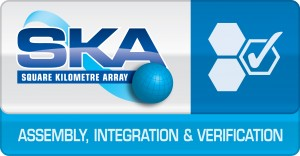 SKA
SQUARE KILOMETRE ARRAY
ASSEMBLY, INTEGRATION & VERIFICATION